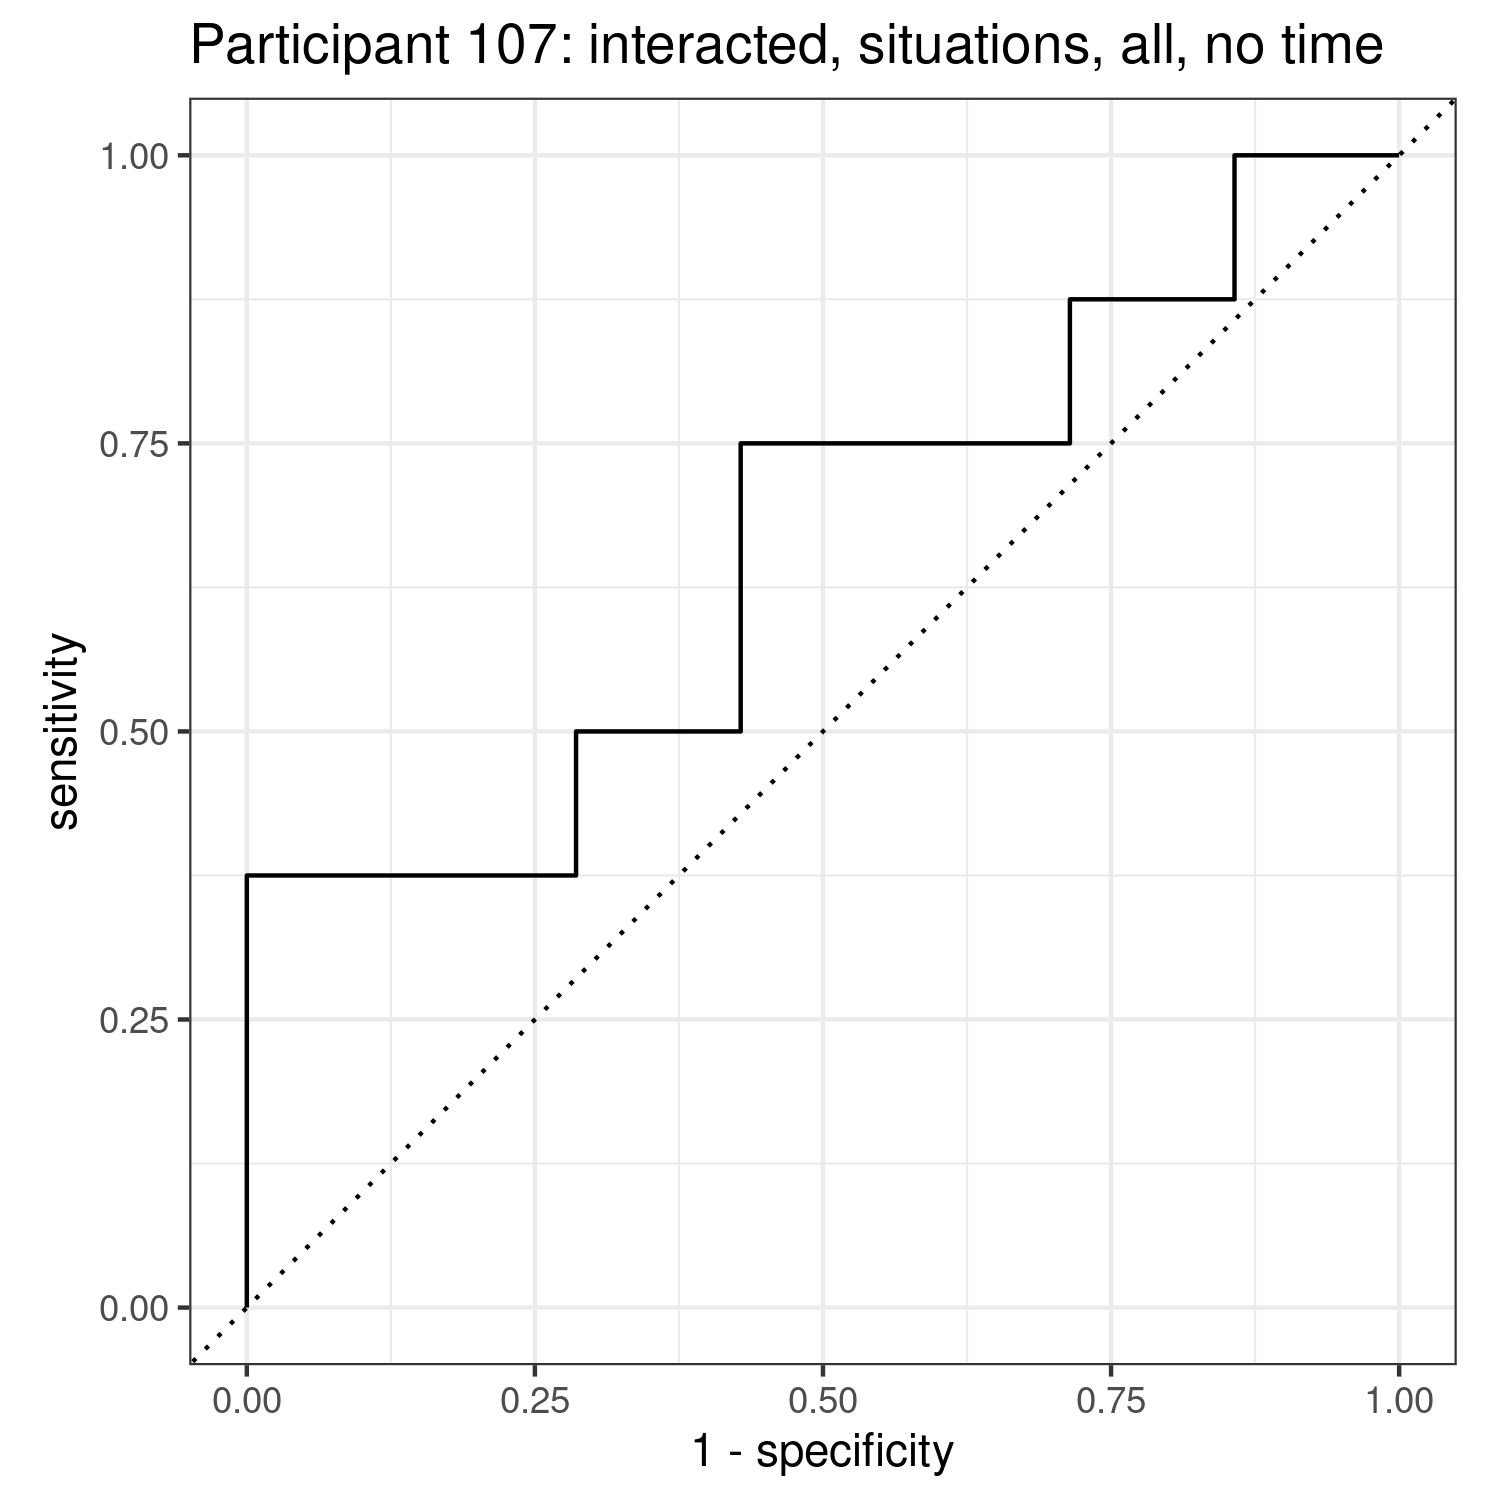 Participant 107: interacted, situations, all, no time
1.00
0.75
0.50
0.25
0.00
sensitivity
0.00 0.25 0.50 0.75 1.00
1 - specificity